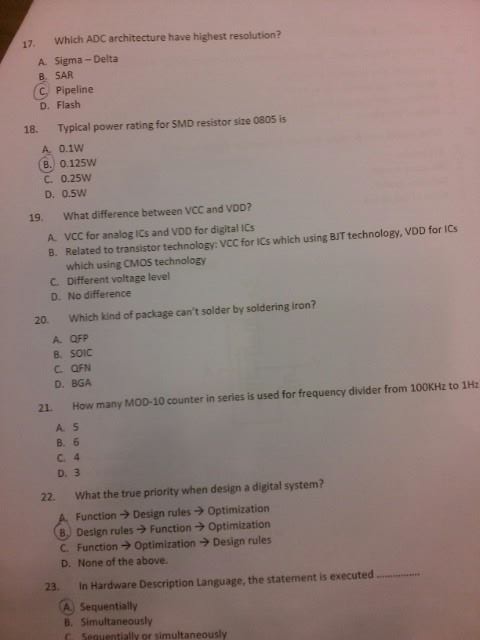 17. Which ADC architecture have highest resolution?
A. Sigma – Delta
B. SAR
C. Pipeline
D. Flash
18. Typical power rating for SMD resistor size 0805 is
A. 0.1W
B. 0.125W
C. 0.25W
D. 0.5W
19. What difference between VCC and VDD?
A. VCC for analog ICs and VDD for digital ICs
B. Related to transistor technology: VCC for ICs which using BJT technology, VDD for ICs
which using CMOS technology
C. Different voltage level
D. No difference
20. Which kind of package can't solder by soldering iron?
A. QFP
B. SOIC
C. QFN
D. BGA
21. How many MOD-10 counter in series is used for frequency divider from 100KHz to 1Hz
A. 5
B. 6
C. 4
D. 3
22. What the true priority when design a digital system?
A. Function → Design rules → Optimization
B. Design rules → Function → Optimization
C. Function → Optimization → Design rules
D. None of the above.
23. In Hardware Description Language, the statement is executed ...............
A. Sequentially
B. Simultaneously
C. Sequentially or simultaneously